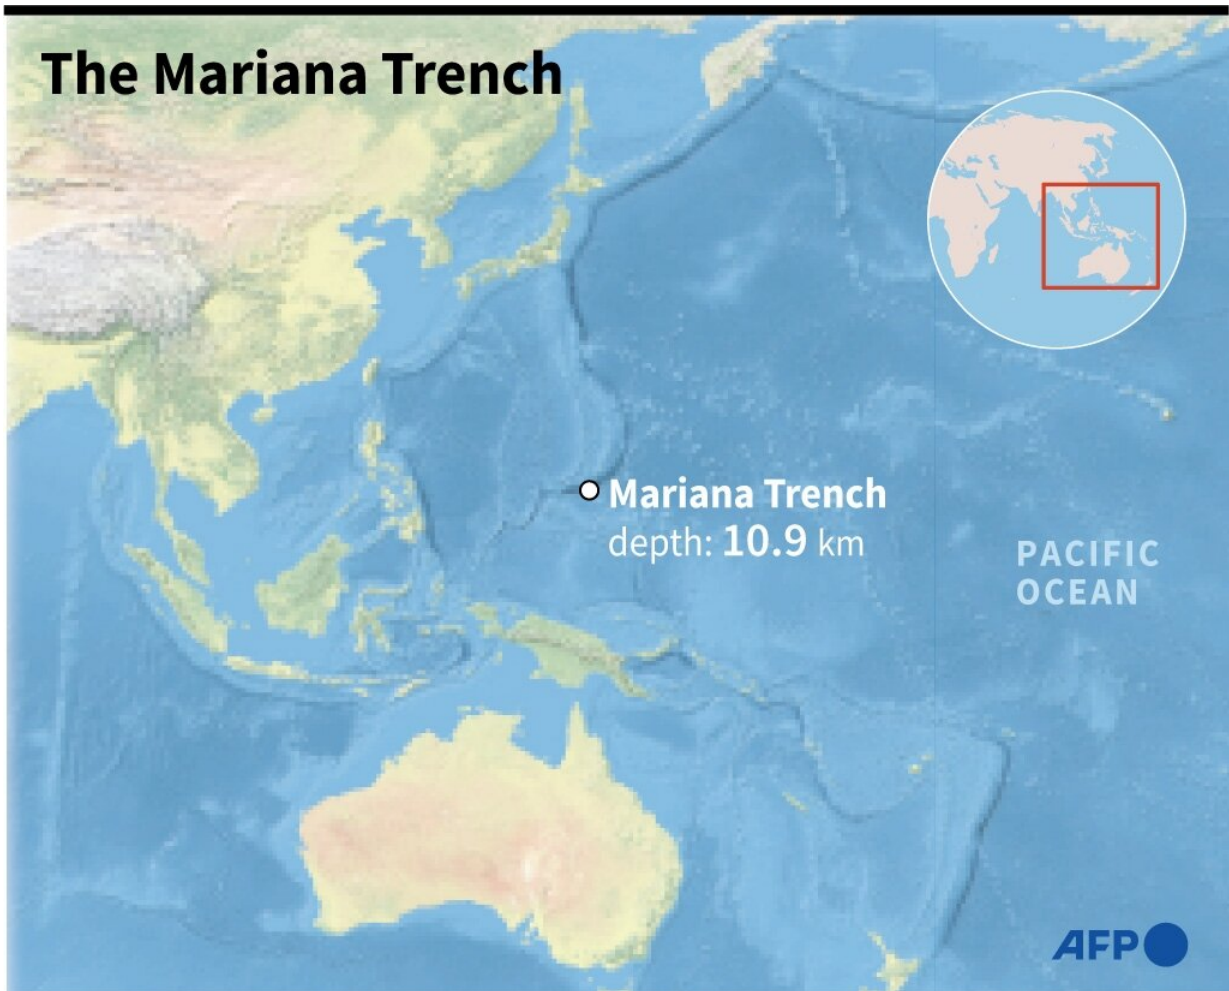 The Mariana Trench
Mariana Trench
depth: 10.9 km
PACIFIC
OCEAN
AFP